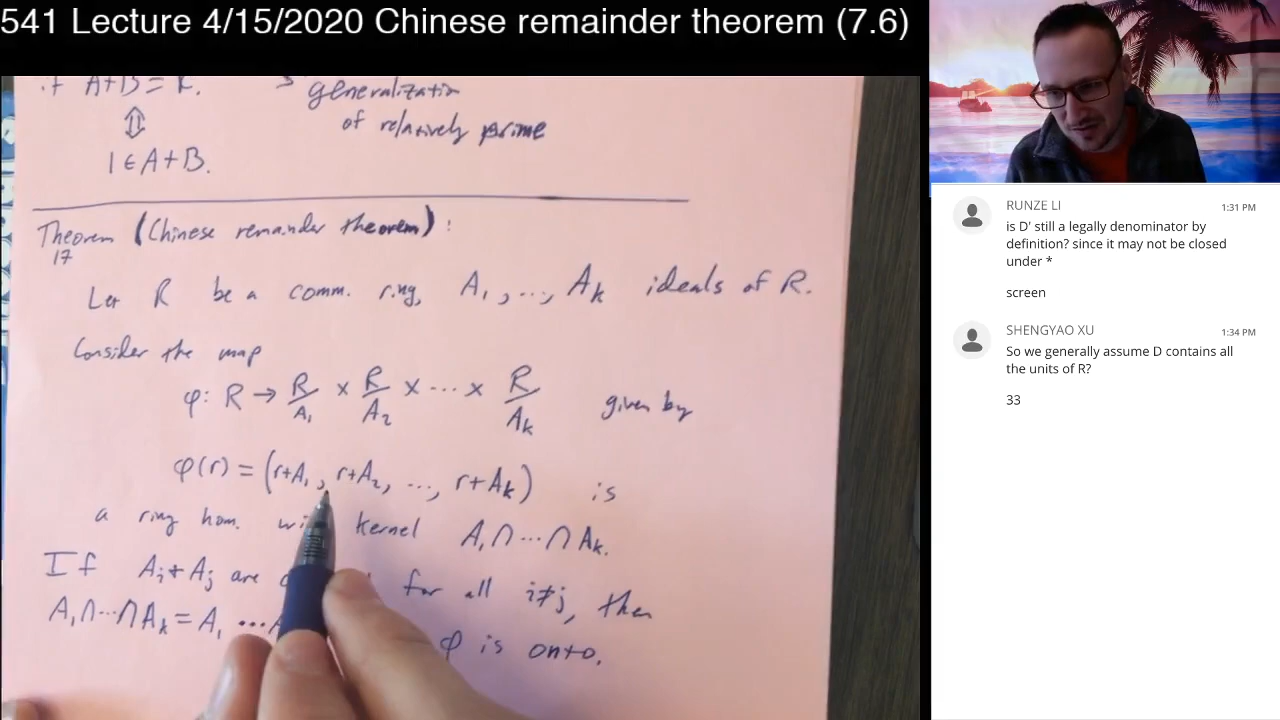 541 Lecture 4/15/2020 Chinese remainder theorem (7.6)
if A+B = R. → generalization
of relatively prime
⇕
1 ∈ A+B.
Theorem (Chinese remainder theorem):
17
Let R be a comm. ring, A₁, ..., Aₖ ideals of R.
Consider the map
φ: R → R/A₁ × R/A₂ × ··· × R/Aₖ given by
φ(r) = (r+A₁, r+A₂, ..., r+Aₖ) is
a ring hom. kernel A₁∩···∩Aₖ.
If Aᵢ + Aⱼ are for all i≠j, then
A₁∩···∩Aₖ = A₁ ··· φ is onto.
RUNZE LI 1:31 PM
is D' still a legally denominator by
definition? since it may not be closed
under *
screen
SHENGYAO XU 1:34 PM
So we generally assume D contains all
the units of R?
33